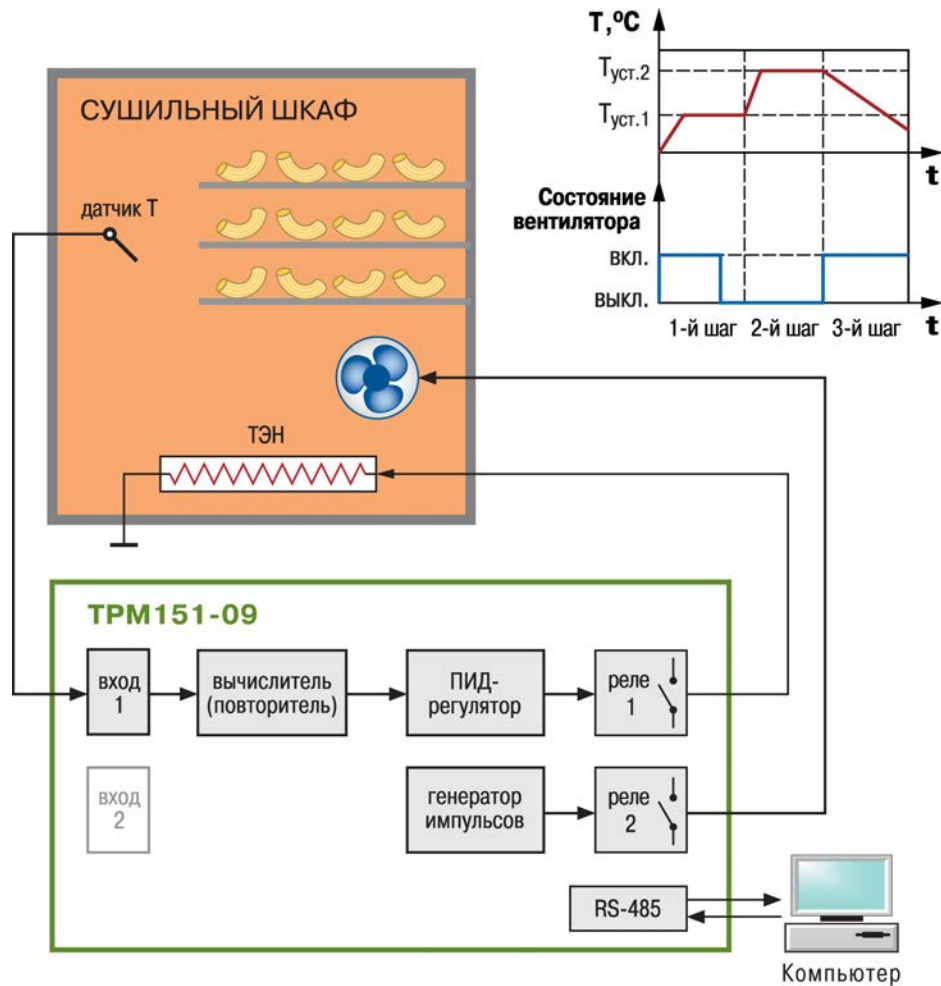 T,ºC
Tуст.2
Tуст.1
t
Состояние
вентилятора
ВКЛ.
ВЫКЛ.
1-й шаг 2-й шаг 3-й шаг
t
СУШИЛЬНЫЙ ШКАФ
датчик Т
ТЭН
ТРМ151-09
вход
1
вычислитель
(повторитель)
ПИД-
регулятор
реле
1
вход
2
генератор
импульсов
реле
2
RS-485
Компьютер